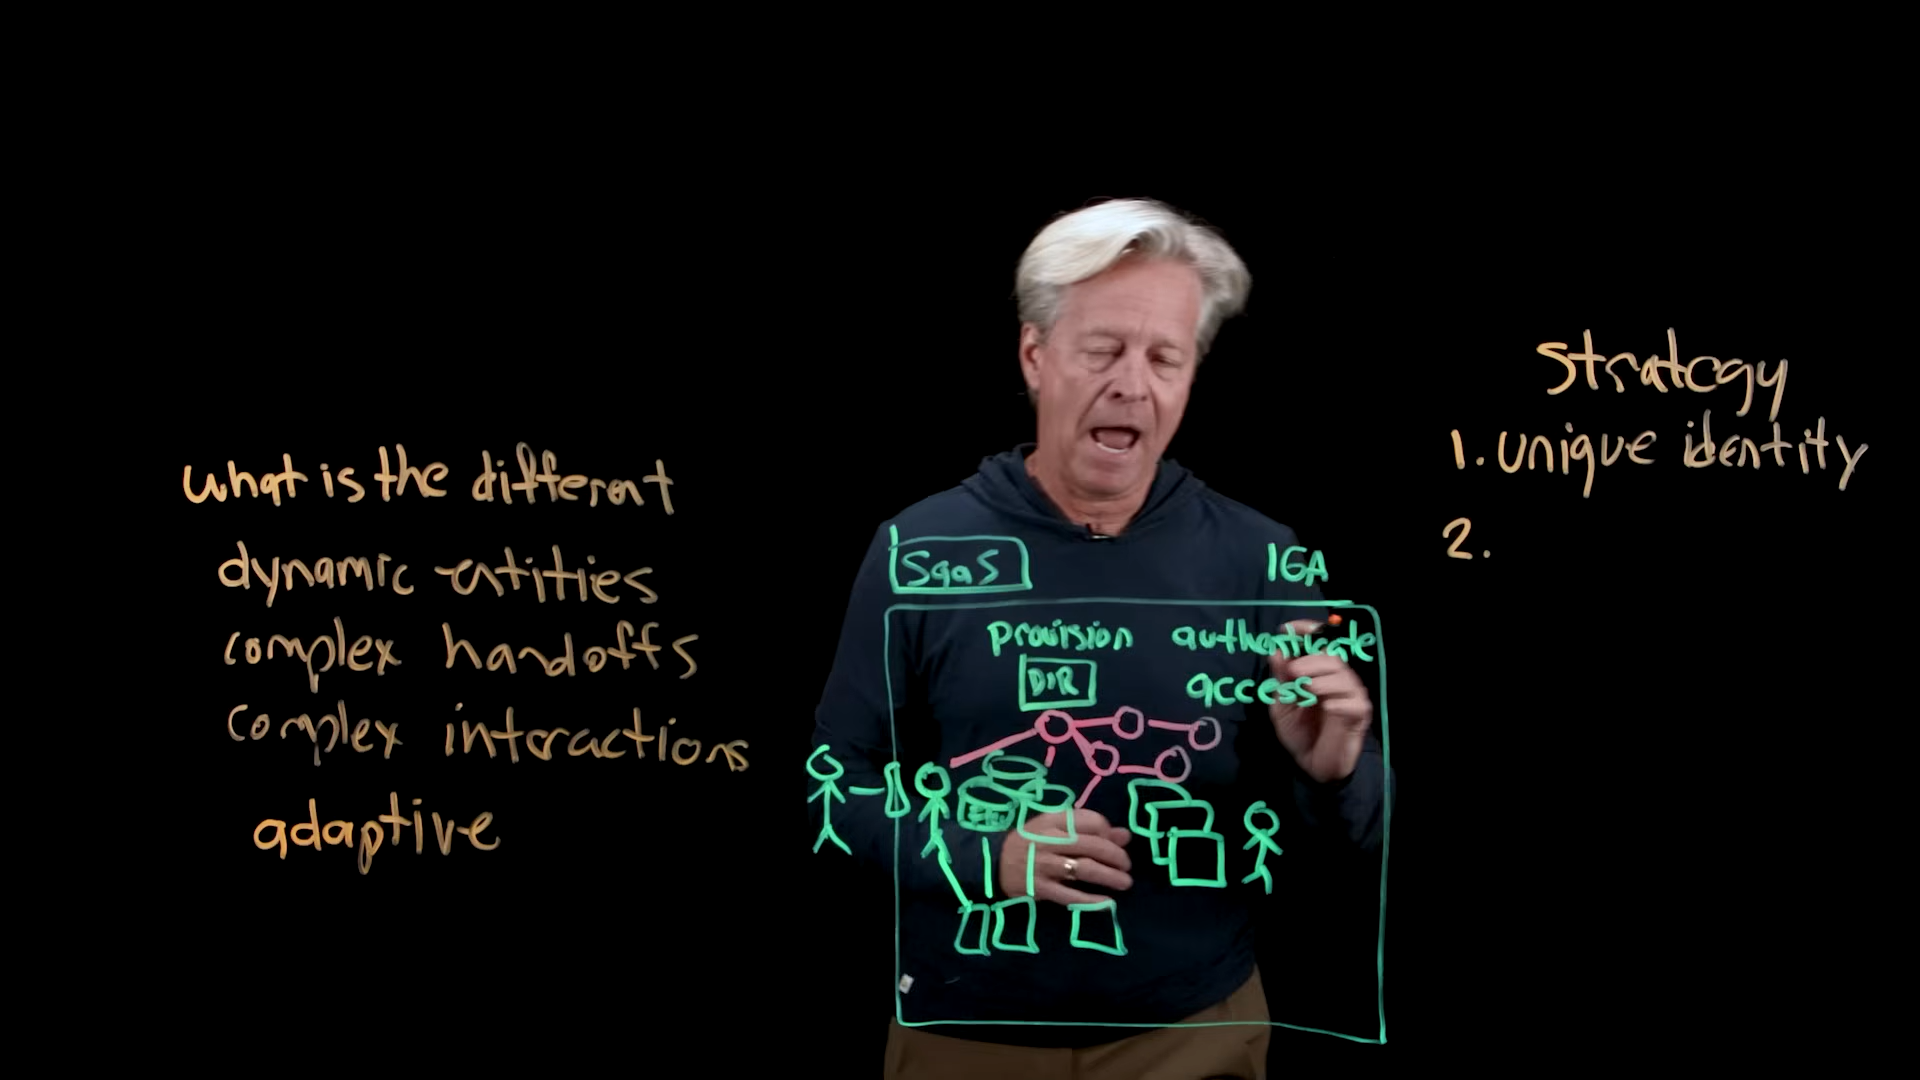 what is the different
dynamic entities
complex handoffs
complex interactions
adaptive
SaaS
IGA
provision authenticate
DIR
access
strategy
1. unique identity
2.